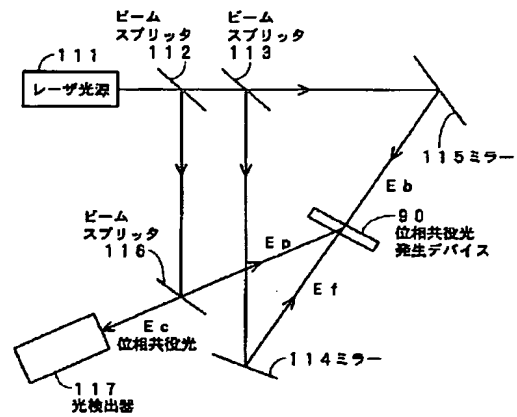 ビーム
スプリッタ
112
ビーム
スプリッタ
113
111
レーザ光源
115ミラー
Eb
90
位相共役光
発生デバイス
ビーム
スプリッタ
116
Ep
Ef
Ec
位相共役光
114ミラー
117
光検出器